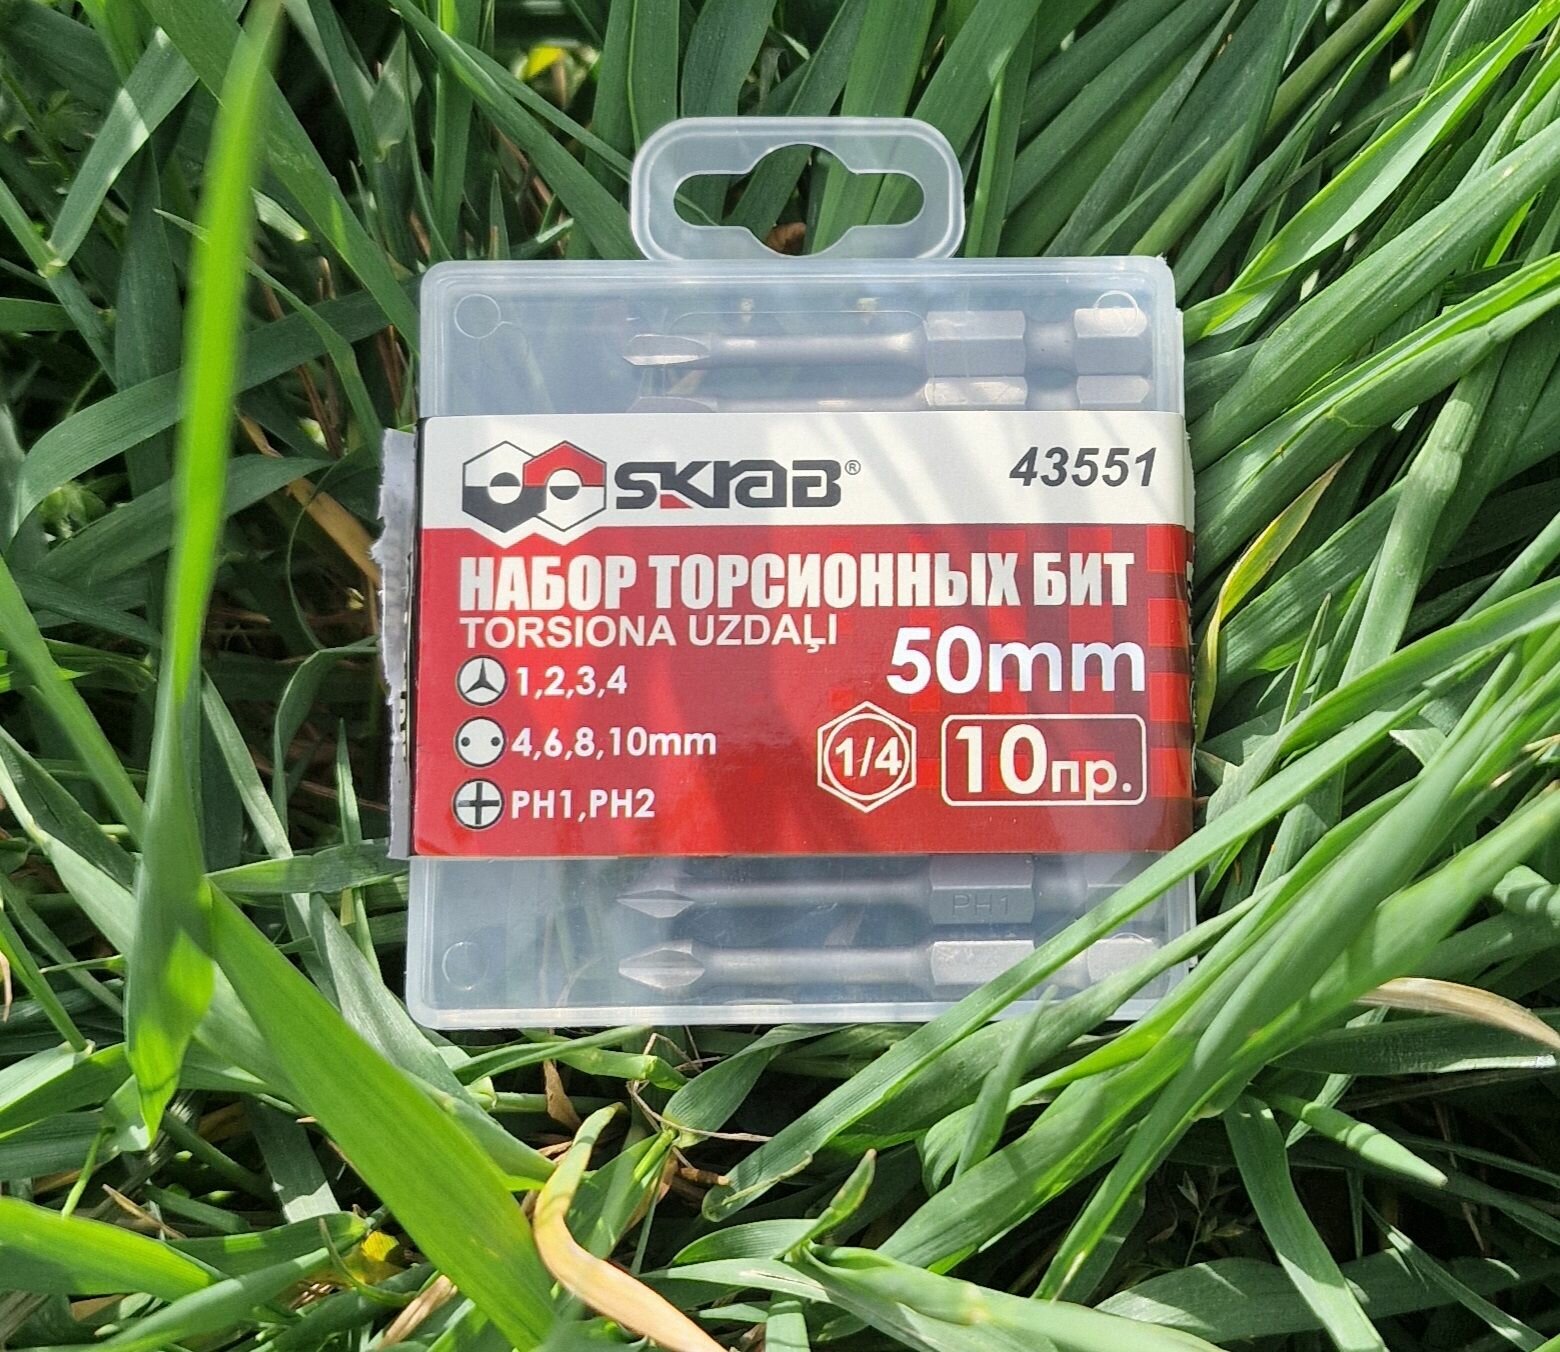 SKRAB®
43551
НАБОР ТОРСИОННЫХ БИТ
TORSIONA UZDAĻI
50mm
1,2,3,4
4,6,8,10mm
PH1,PH2
1/4
10пр.
PH1